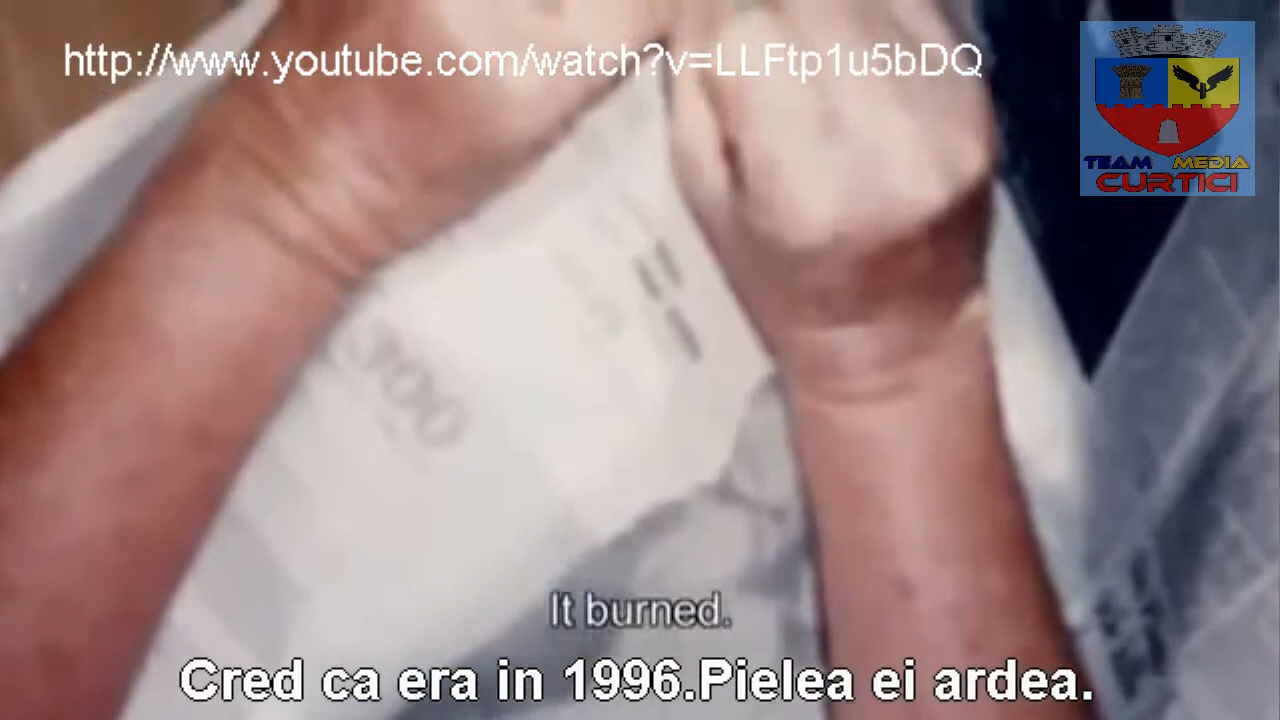 http://www.youtube.com/watch?v=LLFtp1u5bDQ
TEAM MEDIA
CURTICI
It burned.
Cred ca era in 1996.Pielea ei ardea.